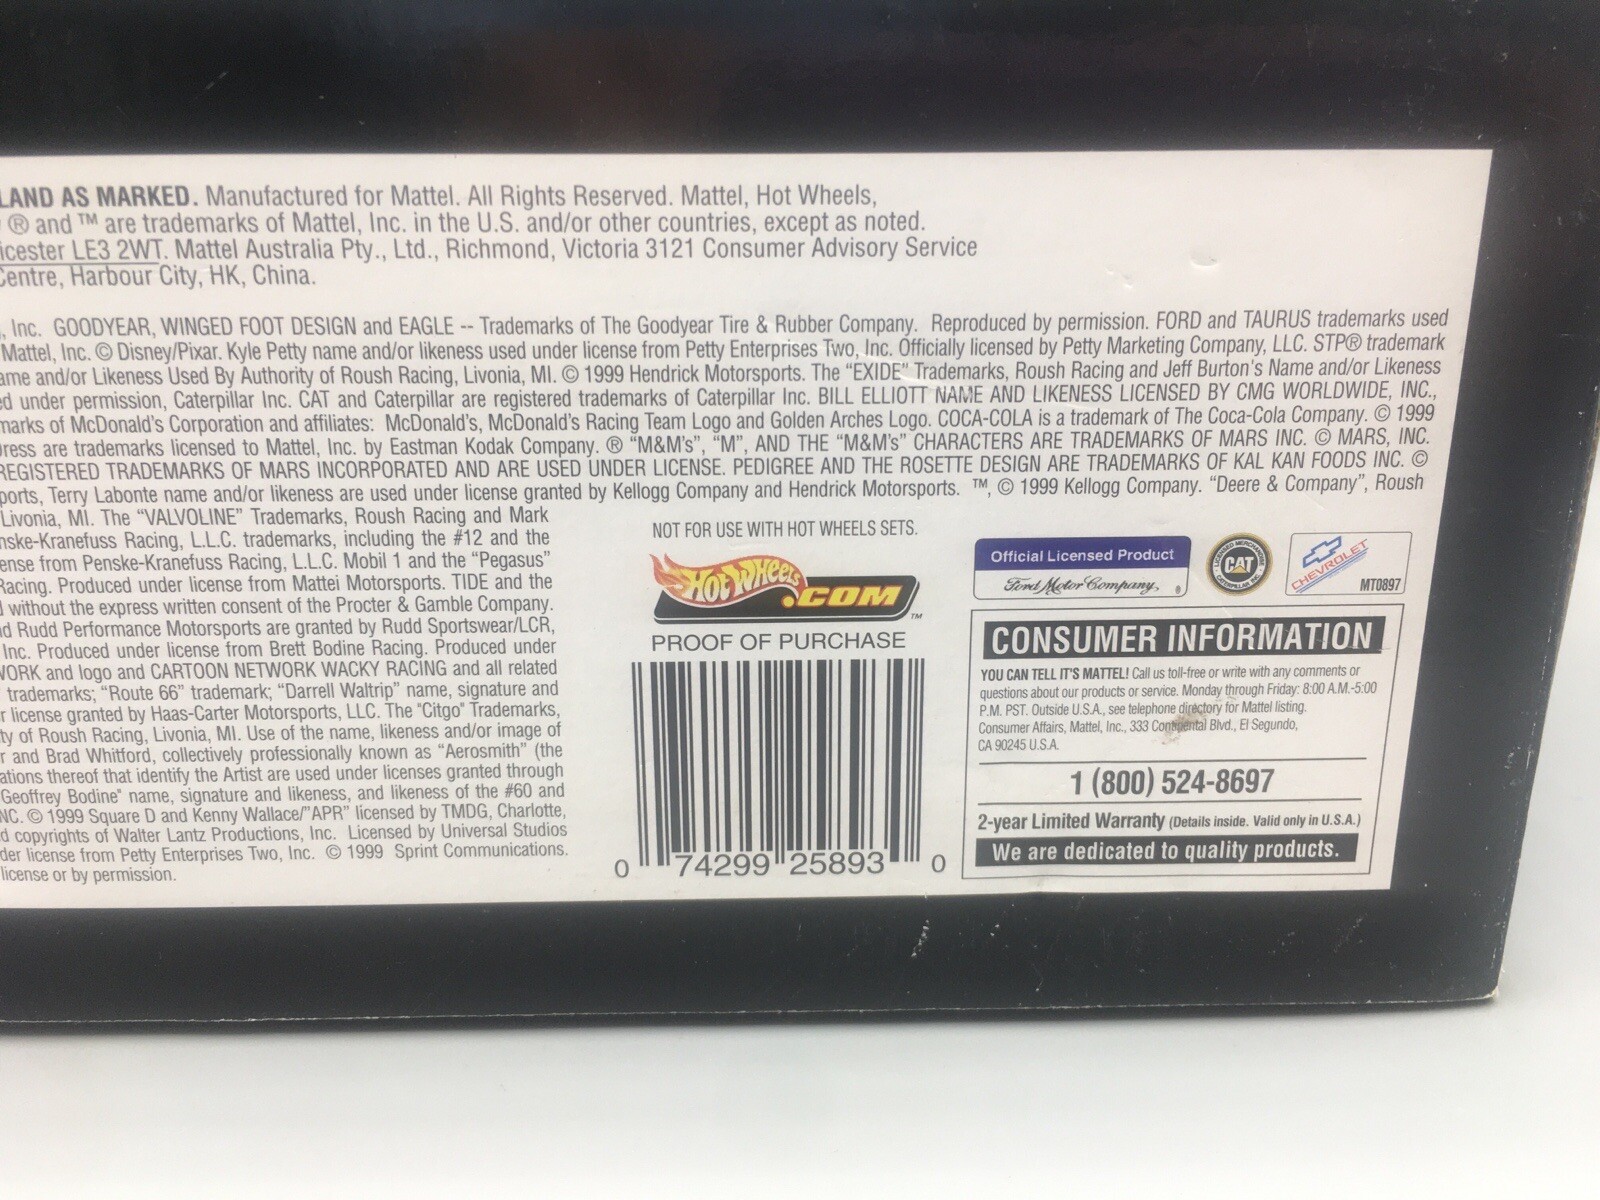 LAND AS MARKED. Manufactured for Mattel. All Rights Reserved. Mattel, Hot Wheels,
® and ™ are trademarks of Mattel, Inc. in the U.S. and/or other countries, except as noted.
icester LE3 2WT. Mattel Australia Pty., Ltd., Richmond, Victoria 3121 Consumer Advisory Service
Centre, Harbour City, HK, China.
, Inc. GOODYEAR, WINGED FOOT DESIGN and EAGLE -- Trademarks of The Goodyear Tire & Rubber Company. Reproduced by permission. FORD and TAURUS trademarks used
Mattel, Inc. © Disney/Pixar. Kyle Petty name and/or likeness used under license from Petty Enterprises Two, Inc. Officially licensed by Petty Marketing Company, LLC. STP® trademark
ame and/or Likeness Used By Authority of Roush Racing, Livonia, MI. © 1999 Hendrick Motorsports. The “EXIDE” Trademarks, Roush Racing and Jeff Burton's Name and/or Likeness
ed under permission, Caterpillar Inc. CAT and Caterpillar are registered trademarks of Caterpillar Inc. BILL ELLIOTT NAME AND LIKENESS LICENSED BY CMG WORLDWIDE, INC.,
marks of McDonald's Corporation and affiliates: McDonald's, McDonald's Racing Team Logo and Golden Arches Logo. COCA-COLA is a trademark of The Coca-Cola Company. © 1999
ress are trademarks licensed to Mattel, Inc. by Eastman Kodak Company. ® “M&M's”, “M”, AND THE “M&M's” CHARACTERS ARE TRADEMARKS OF MARS INC. © MARS, INC.
REGISTERED TRADEMARKS OF MARS INCORPORATED AND ARE USED UNDER LICENSE. PEDIGREE AND THE ROSETTE DESIGN ARE TRADEMARKS OF KAL KAN FOODS INC. ©
ports, Terry Labonte name and/or likeness are used under license granted by Kellogg Company and Hendrick Motorsports. ™, © 1999 Kellogg Company. “Deere & Company”, Roush
Livonia, MI. The “VALVOLINE” Trademarks, Roush Racing and Mark
nske-Kranefuss Racing, L.L.C. trademarks, including the #12 and the
ense from Penske-Kranefuss Racing, L.L.C. Mobil 1 and the “Pegasus”
Racing. Produced under license from Mattei Motorsports. TIDE and the
d without the express written consent of the Procter & Gamble Company.
nd Rudd Performance Motorsports are granted by Rudd Sportswear/LCR,
Inc. Produced under license from Brett Bodine Racing. Produced under
WORK and logo and CARTOON NETWORK WACKY RACING and all related
trademarks; “Route 66” trademark; “Darrell Waltrip” name, signature and
r license granted by Haas-Carter Motorsports, LLC. The "Citgo" Trademarks,
ty of Roush Racing, Livonia, MI. Use of the name, likeness and/or image of
r and Brad Whitford, collectively professionally known as “Aerosmith” (the
ations thereof that identify the Artist are used under licenses granted through
Geoffrey Bodine" name, signature and likeness, and likeness of the #60 and
NC. © 1999 Square D and Kenny Wallace/"APR" licensed by TMDG, Charlotte,
d copyrights of Walter Lantz Productions, Inc. Licensed by Universal Studios
der license from Petty Enterprises Two, Inc. © 1999 Sprint Communications.
license or by permission.
NOT FOR USE WITH HOT WHEELS SETS.
Hot Wheels.COM™
PROOF OF PURCHASE
0 74299 25893 0
Official Licensed Product
Ford Motor Company ®
LICENSED MERCHANDISE
CAT
CATERPILLAR INC.
CHEVROLET
MT0897
CONSUMER INFORMATION
YOU CAN TELL IT'S MATTEL! Call us toll-free or write with any comments or
questions about our products or service. Monday through Friday: 8:00 A.M.-5:00
P.M. PST. Outside U.S.A., see telephone directory for Mattel listing.
Consumer Affairs, Mattel, Inc., 333 Continental Blvd., El Segundo,
CA 90245 U.S.A.
1 (800) 524-8697
2-year Limited Warranty (Details inside. Valid only in U.S.A.)
We are dedicated to quality products.